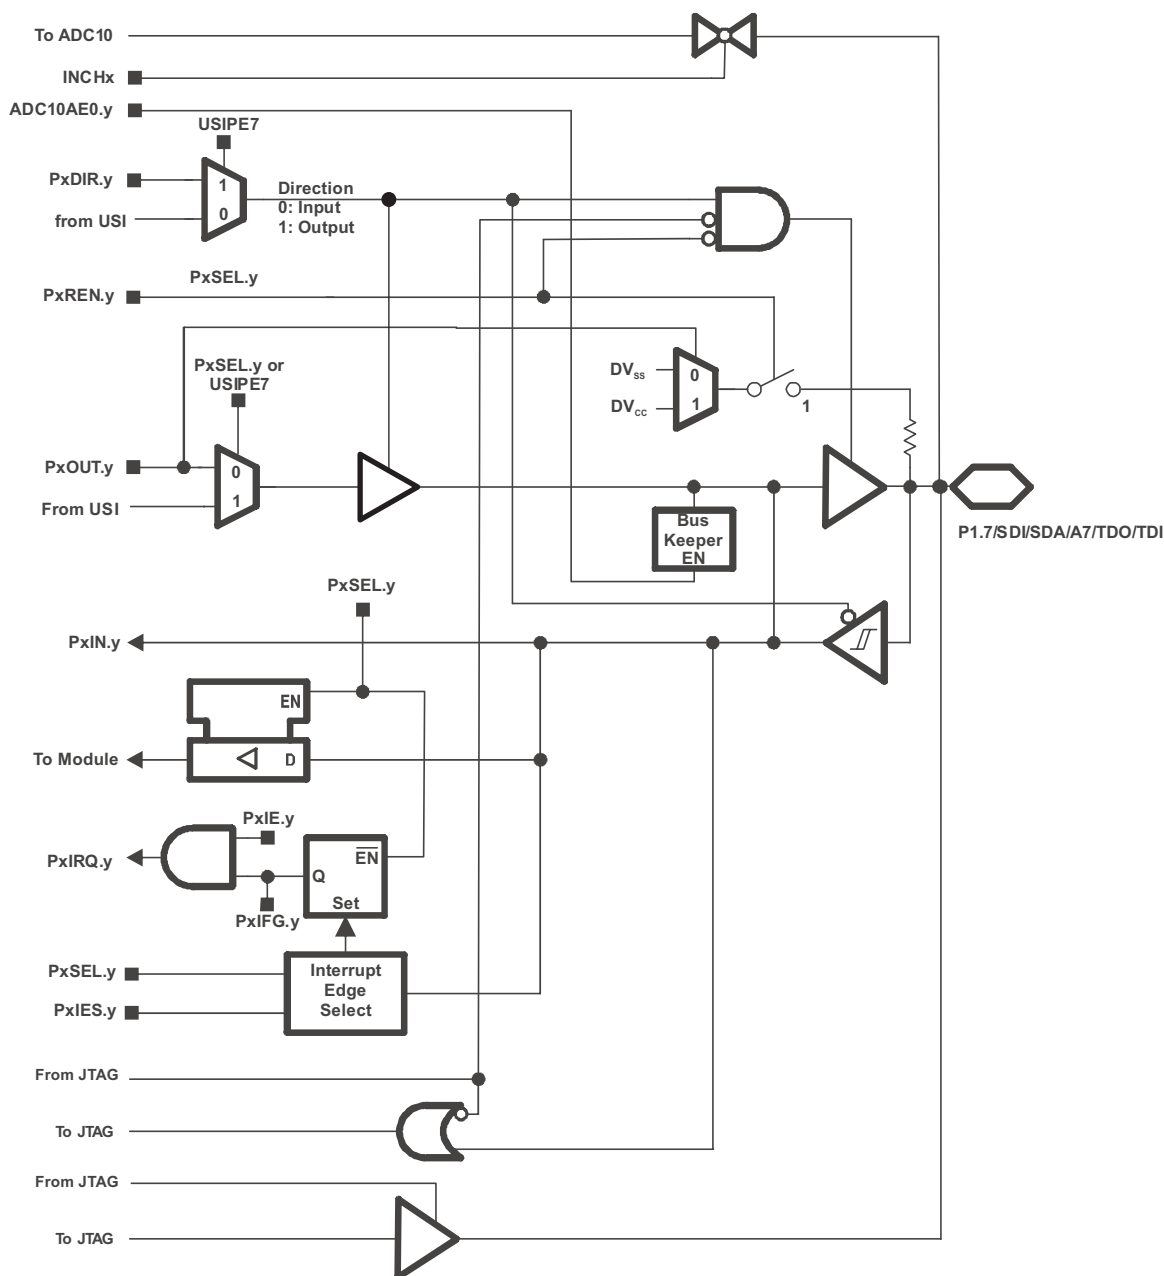 To ADC10
INCHx
ADC10AE0.y
USIPE7
PxDIR.y
1
Direction
0: Input
1: Output
from USI
0
PxSEL.y
PxREN.y
PxSEL.y or
USIPE7
DVSS
0
DVCC
1
1
PxOUT.y
0
From USI
1
Bus
Keeper
EN
P1.7/SDI/SDA/A7/TDO/TDI
PxSEL.y
PxIN.y
EN
To Module
D
PxIE.y
PxIRQ.y
EN
Q
Set
PxIFG.y
PxSEL.y
PxIES.y
Interrupt
Edge
Select
From JTAG
To JTAG
From JTAG
To JTAG